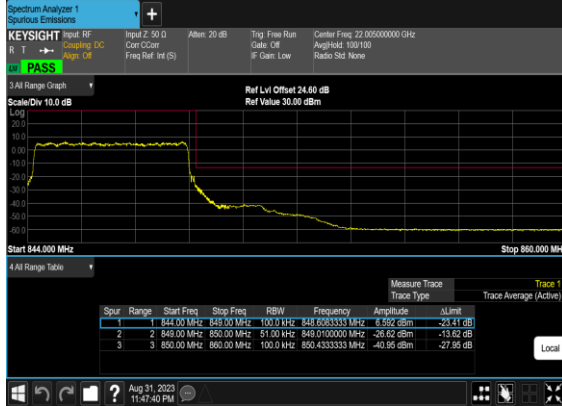 Spectrum Analyzer 1
Spurious Emissions
KEYSIGHT Input: RF Input Z: 50 Ω Atten: 20 dB Trig: Free Run Center Freq: 22.005000000 GHz
R T Coupling: DC Corr CCorr Gate: Off Avg|Hold: 100/100
Align: Off Freq Ref: Int (S) IF Gain: Low Radio Std: None
PASS
3 All Range Graph
Ref Lvl Offset 24.60 dB
Scale/Div 10.0 dB Ref Value 30.00 dBm
Log
20.0
10.0
0.00
-10.0
-20.0
-30.0
-40.0
-50.0
-60.0
Start 844.000 MHz Stop 860.000 MH
4 All Range Table
Measure Trace Trace 1
Trace Type Trace Average (Active)
Spur Range Start Freq Stop Freq RBW Frequency Amplitude ΔLimit
1 1 844.00 MHz 849.00 MHz 100.0 kHz 848.6083333 MHz 6.592 dBm -23.41 dB
2 2 849.00 MHz 850.00 MHz 51.00 kHz 849.0100000 MHz -26.62 dBm -13.62 dB
3 3 850.00 MHz 860.00 MHz 100.0 kHz 850.4333333 MHz -40.95 dBm -27.95 dB
Local
Aug 31, 2023
11:47:40 PM